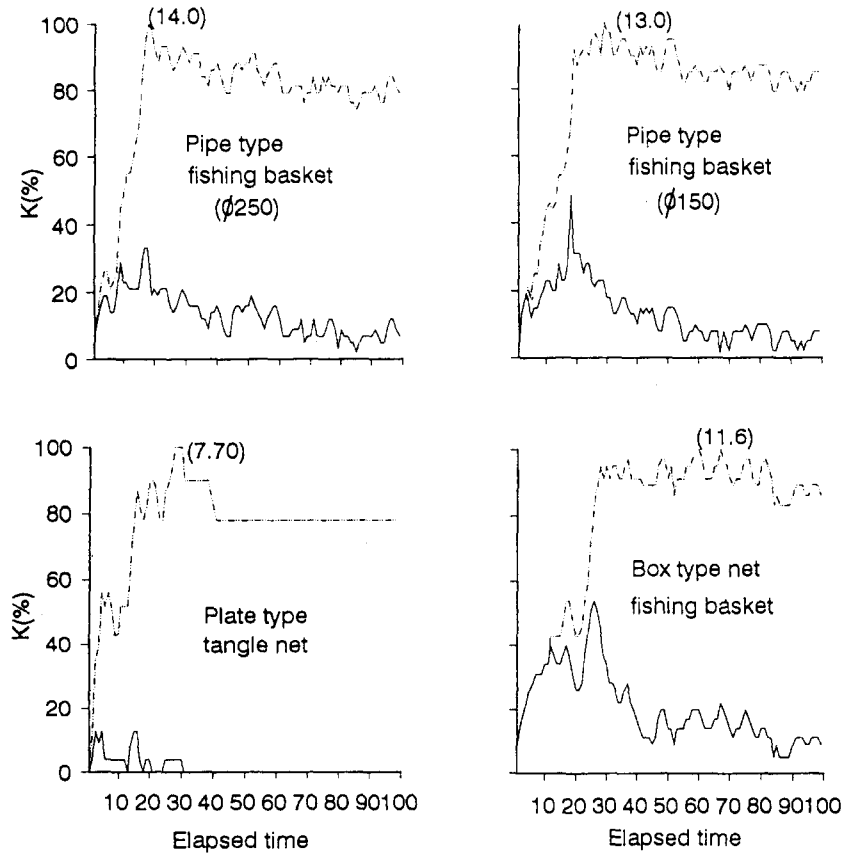 (14.0)
100
80
60
40
20
0
K(%)
Pipe type
fishing basket
(φ250)
(13.0)
Pipe type
fishing basket
(φ150)
(7.70)
100
80
60
40
20
0
K(%)
Plate type
tangle net
10 20 30 40 50 60 70 80 90100
Elapsed time
(11.6)
Box type net
fishing basket
10 20 30 40 50 60 70 80 90 100
Elapsed time